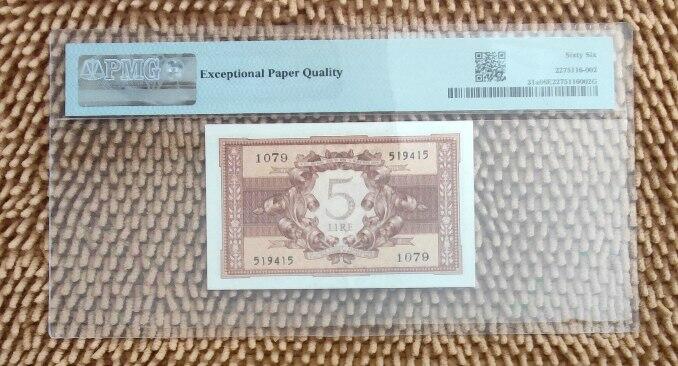 PMG
Exceptional Paper Quality
Sixty Six
2275116-002
1079
519415
5
LIRE
519415
1079